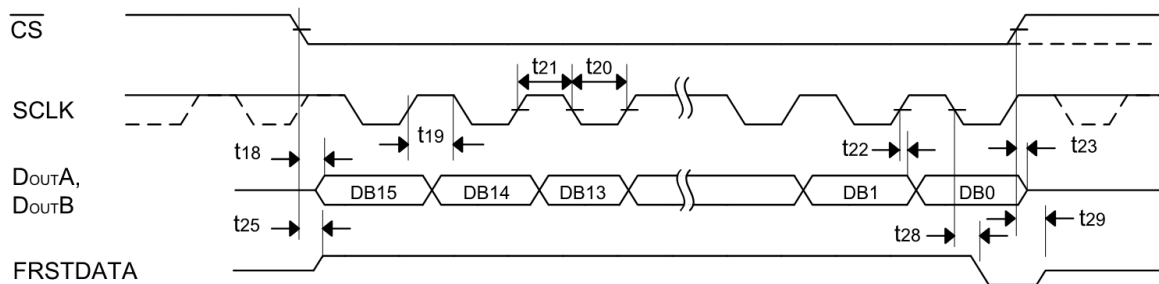 CS
t21 t20
SCLK
t19
t18 t22 t23
DOUTA,
DOUTB
DB15 DB14 DB13 DB1 DB0
t25 t28 t29
FRSTDATA